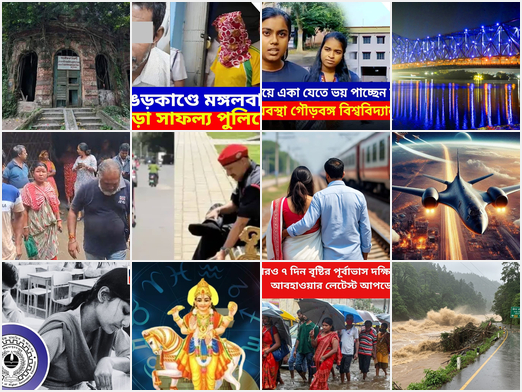 ঙড়কাণ্ডে মঙ্গলবা
ড়া সাফল্য পুলি
য়ে একা যেতে ভয় পাচ্ছেন
বস্থা গৌড়বঙ্গ বিশ্ববিদ্যা
রও ৭ দিন বৃষ্টির পূর্বাভাস দক্ষি
আবহাওয়ার লেটেস্ট আপডে